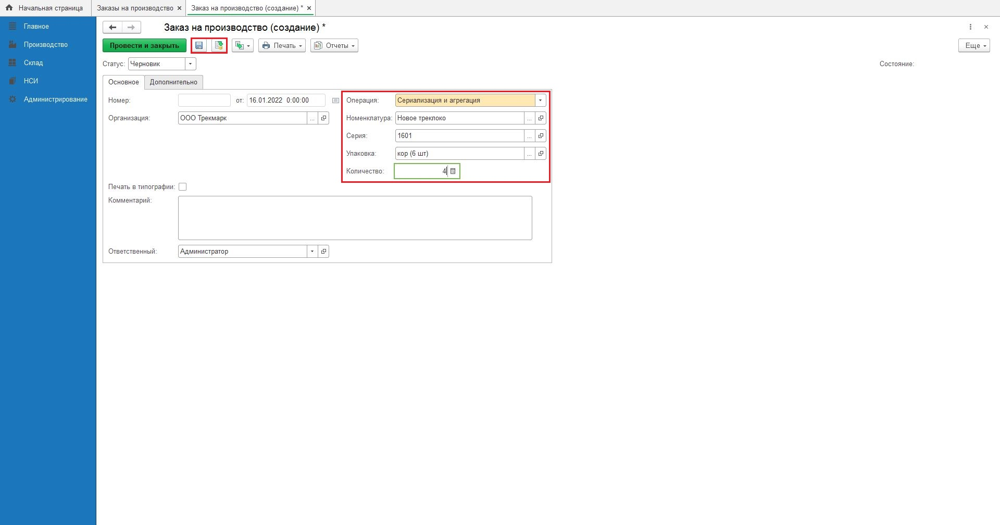 Начальная страница
Заказы на производство
Заказ на производство (создание) *
Главное
Производство
Склад
НСИ
Администрирование
Заказ на производство (создание) *
Провести и закрыть
Печать
Отчеты
Еще
Статус: Черновик
Состояние:
Основное
Дополнительно
Номер:
от: 16.01.2022 0:00:00
Организация: ООО Трекмарк
Операция: Сериализация и агрегация
Номенклатура: Новое треклоко
Серия: 1601
Упаковка: кор (6 шт)
Количество: 4
Печать в типографии:
Комментарий:
Ответственный: Администратор